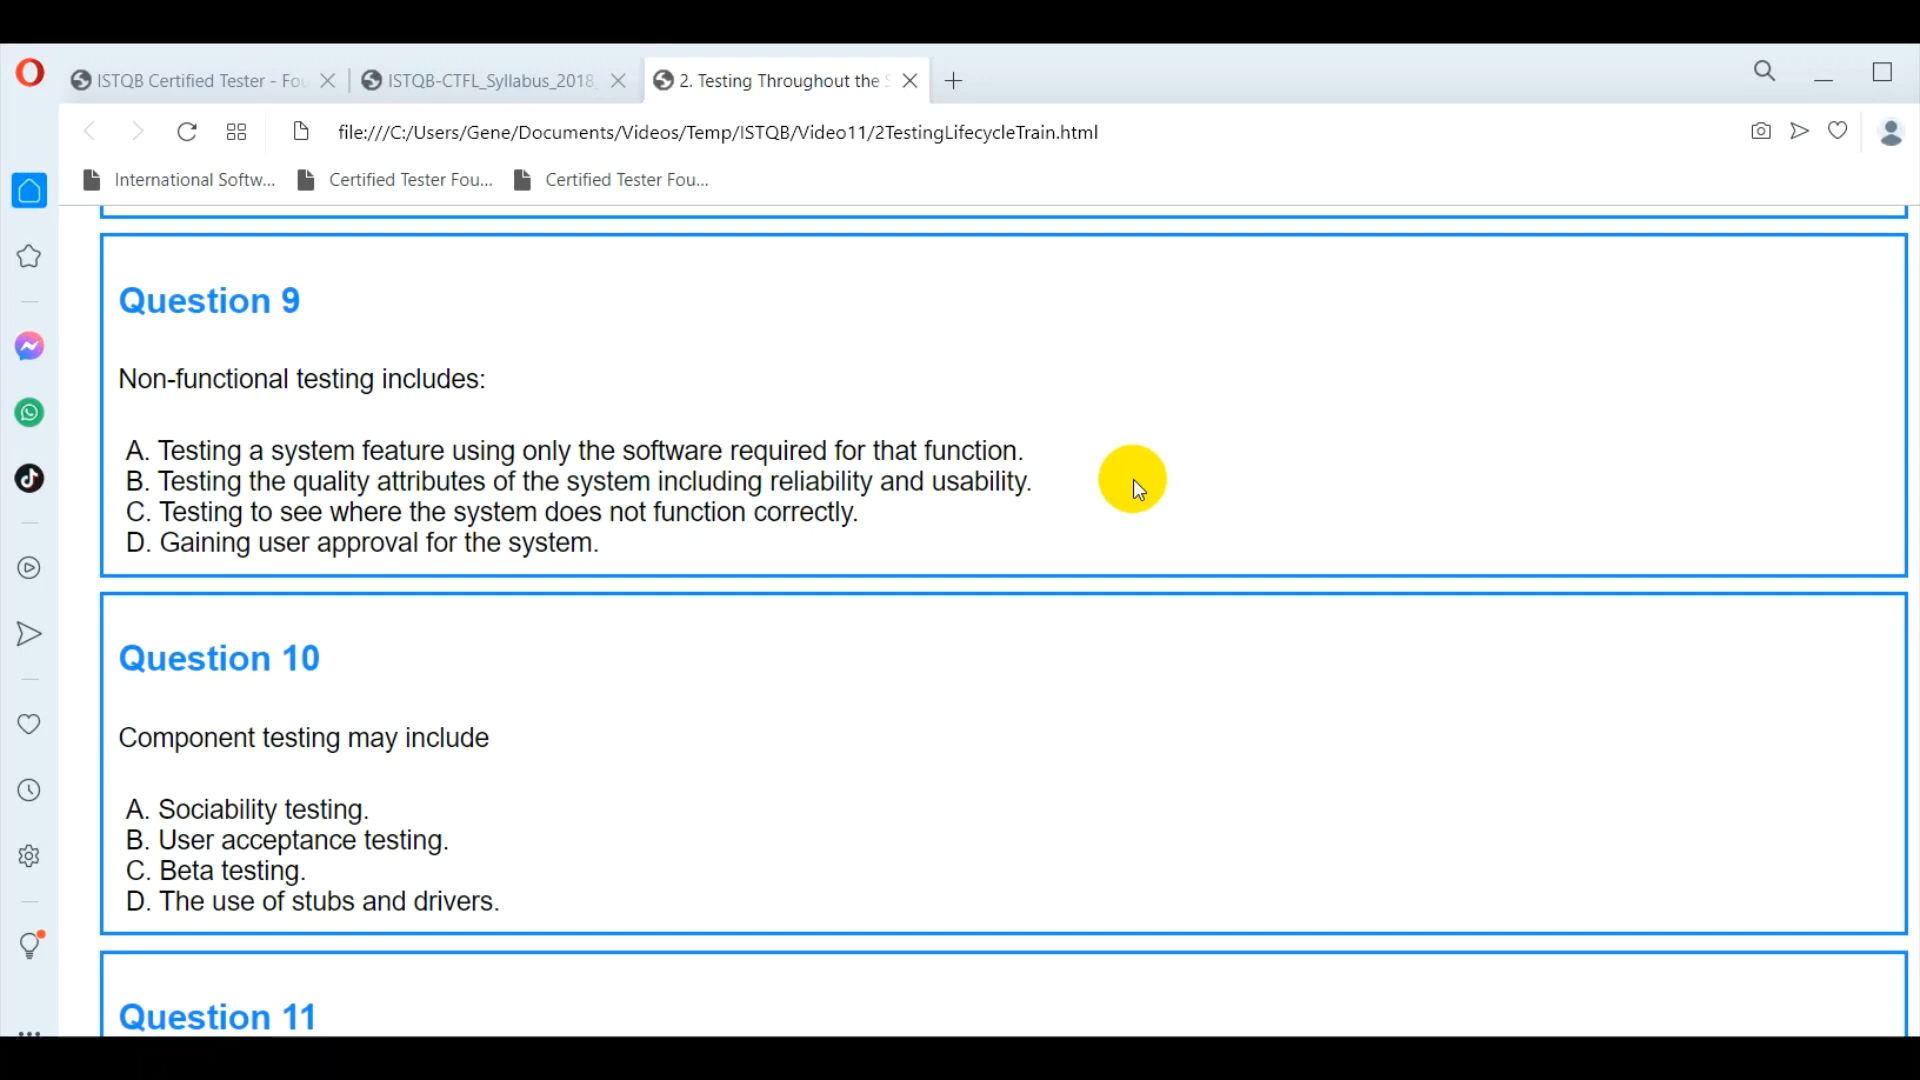 ISTQB Certified Tester - Fou
ISTQB-CTFL_Syllabus_2018
2. Testing Throughout the S
file:///C:/Users/Gene/Documents/Videos/Temp/ISTQB/Video11/2TestingLifecycleTrain.html
International Softw...
Certified Tester Fou...
Certified Tester Fou...
Question 9
Non-functional testing includes:
A. Testing a system feature using only the software required for that function.
B. Testing the quality attributes of the system including reliability and usability.
C. Testing to see where the system does not function correctly.
D. Gaining user approval for the system.
Question 10
Component testing may include
A. Sociability testing.
B. User acceptance testing.
C. Beta testing.
D. The use of stubs and drivers.
Question 11